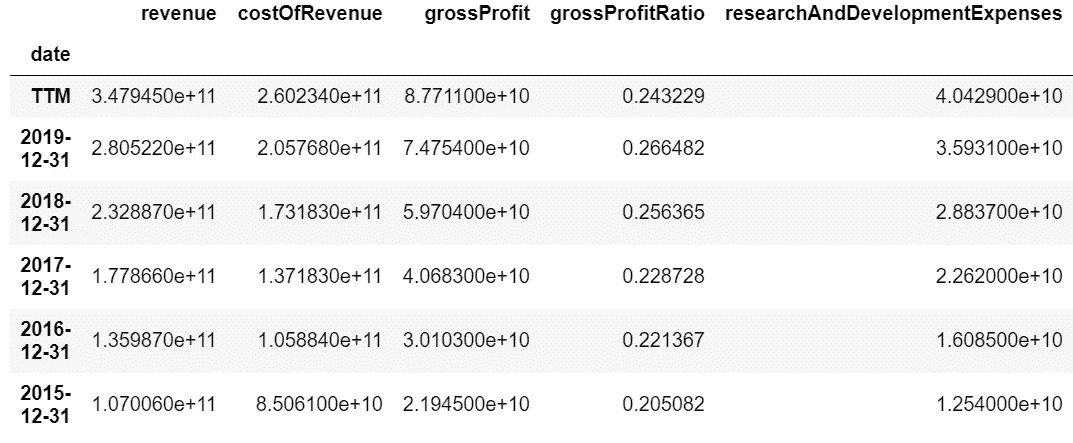 revenue costOfRevenue grossProfit grossProfitRatio researchAndDevelopmentExpenses
date
TTM 3.479450e+11 2.602340e+11 8.771100e+10 0.243229 4.042900e+10
2019-
12-31 2.805220e+11 2.057680e+11 7.475400e+10 0.266482 3.593100e+10
2018-
12-31 2.328870e+11 1.731830e+11 5.970400e+10 0.256365 2.883700e+10
2017-
12-31 1.778660e+11 1.371830e+11 4.068300e+10 0.228728 2.262000e+10
2016-
12-31 1.359870e+11 1.058840e+11 3.010300e+10 0.221367 1.608500e+10
2015-
12-31 1.070060e+11 8.506100e+10 2.194500e+10 0.205082 1.254000e+10